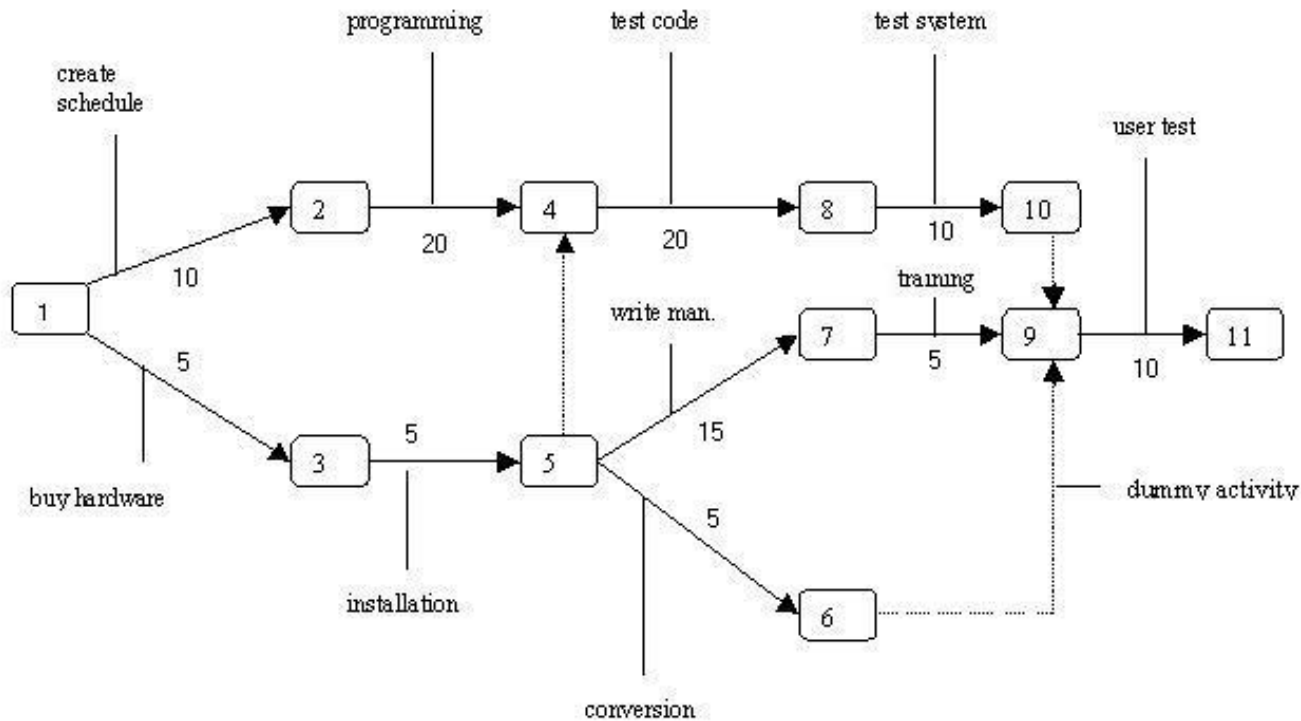 programming
test code
test system
create
schedule
user test
2
4
8
10
20
20
10
10
training
1
write man.
7
9
11
5
5
10
5
15
3
5
5
dummy activity
buy hardware
installation
6
conversion